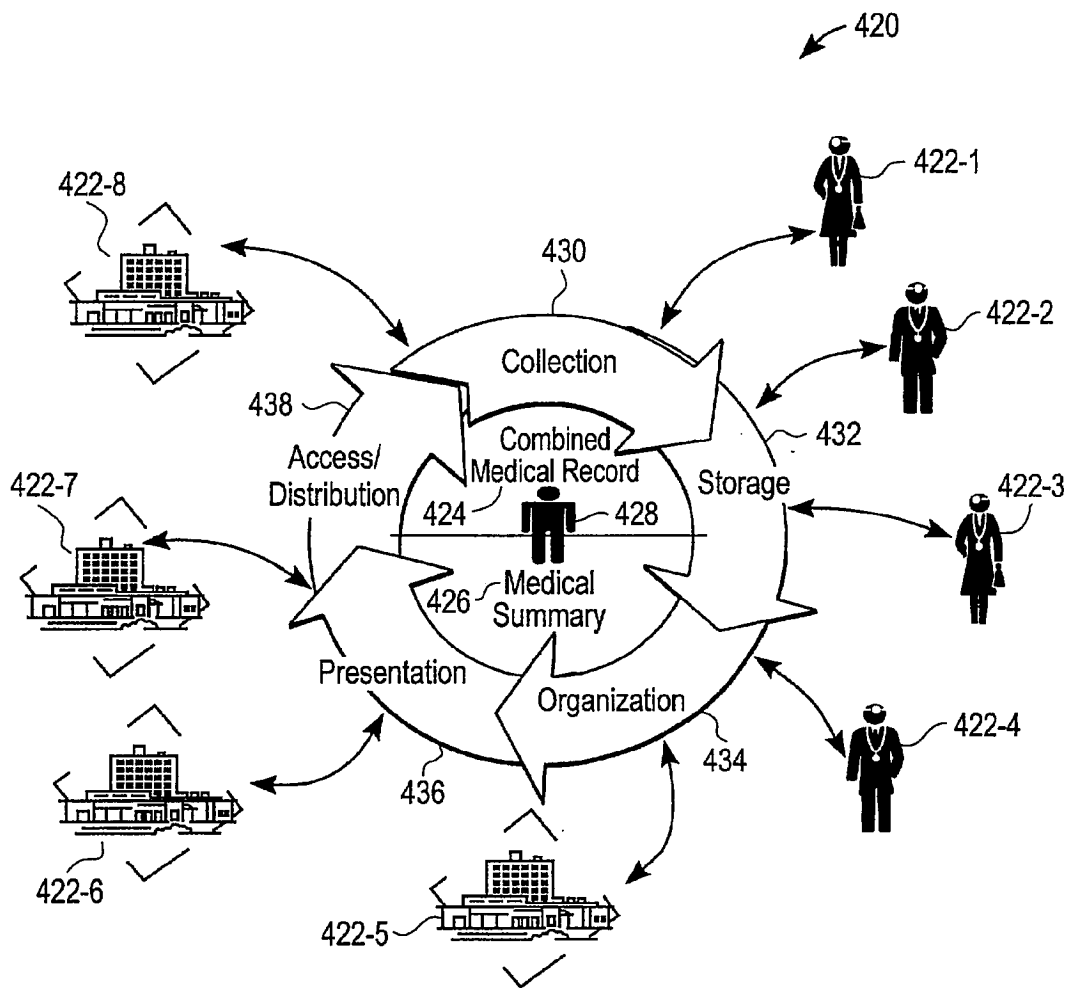 420
422-1
422-8
430
422-2
Collection
438
432
Combined
Medical Record
Access/
Distribution
Storage
422-7
424
428
422-3
426
Medical
Summary
Presentation
Organization
422-4
434
436
422-6
422-5